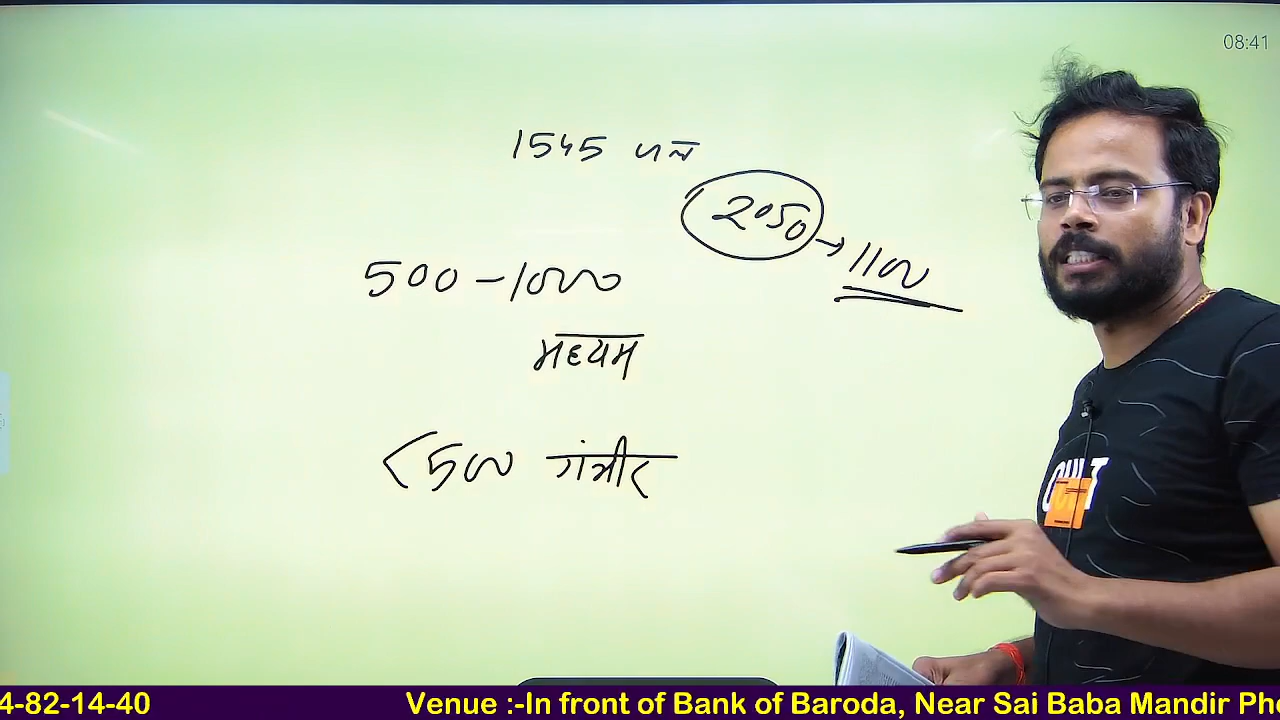 08:41
1545
2050
→ 1100
500 – 1000
मध्यम
< 500 गंभीर
4-82-14-40 Venue :-In front of Bank of Baroda, Near Sai Baba Mandir Ph